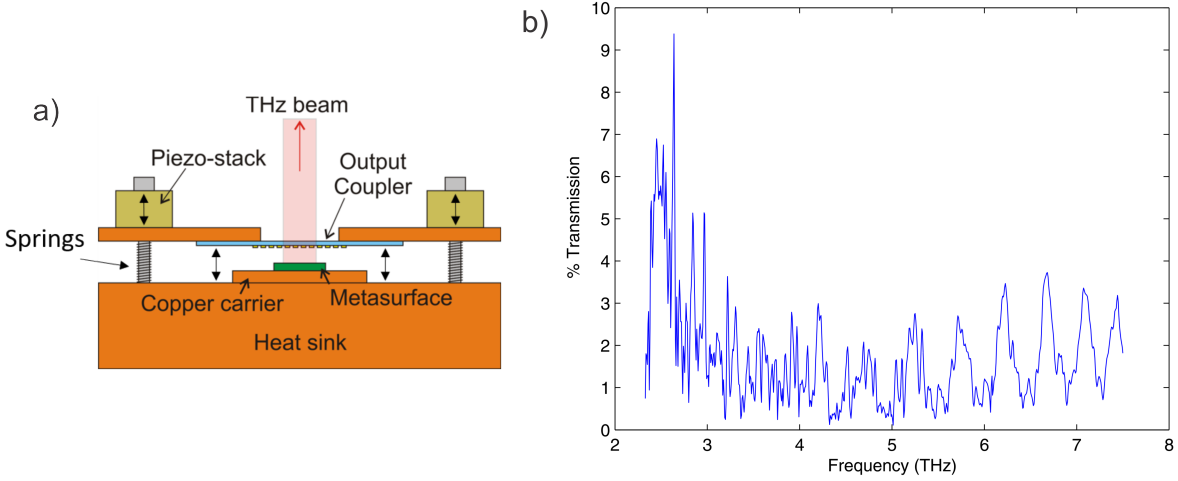 a)
THz beam
Piezo-stack
Output
Coupler
Springs
Copper carrier
Metasurface
Heat sink
b)
% Transmission
10
9
8
7
6
5
4
3
2
1
0
2
3
4
5
6
7
8
Frequency (THz)